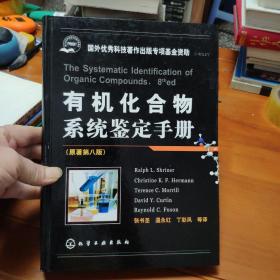 国外优秀科技著作出版专项基金资助
The Systematic Identification of
Organic Compounds. 8th ed
有机化合物
系统鉴定手册
(原著第八版)
Ralph L. Shriner
Christine K. F. Hermann
Terence C. Morrill
David Y. Curtin
Reynold C. Fuson
张书圣 温永红 丁彩凤 等译
化学工业出版社